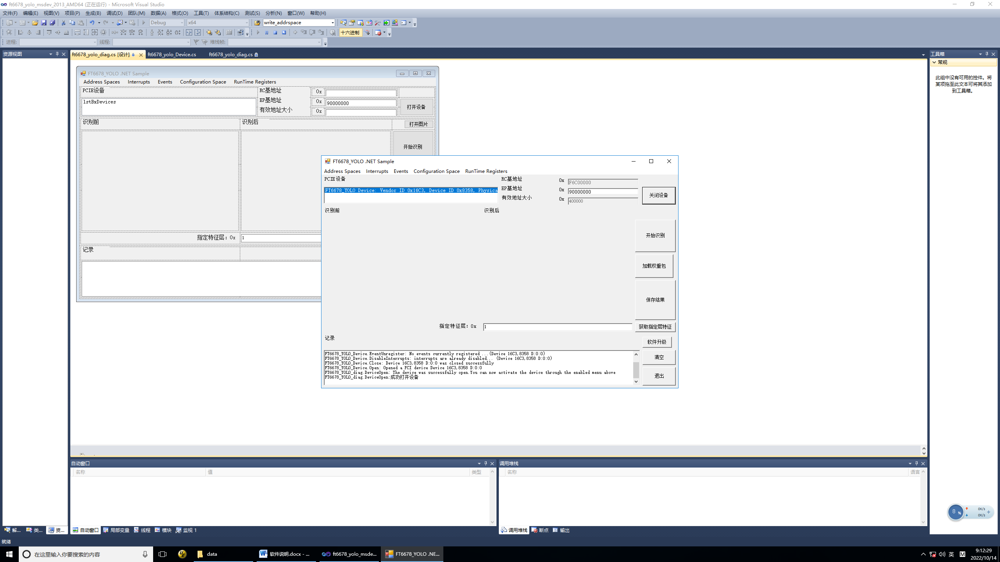 ft6678_yolo_msdev_2013_AMD64 (正在运行) - Microsoft Visual Studio
文件(F) 编辑(E) 视图(V) 项目(P) 生成(B) 调试(D) 团队(M) 数据(A) 格式(O) 工具(T) 体系结构(C) 测试(S) 分析(N) 窗口(W) 帮助(H)
Debug x64 write_addrspace
十六进制
进程: 线程: 堆栈帧:
资源视图
ft6678_yolo_diag.cs [设计] ft6678_yolo_Device.cs ft6678_yolo_diag.cs
工具箱
常规
此组中没有可用的控件。将
某项拖至此文本可将其添加
到工具箱。
FT6678_YOLO .NET Sample
Address Spaces Interrupts Events Configuration Space RunTime Registers
PCIE设备 RC基地址 0x
lstBxDevices EP基地址 0x 90000000 打开设备
有效地址大小 0x
识别前 识别后 打开图片
开始识别
指定特征层：0x 1
记录
FT6678_YOLO .NET Sample
Address Spaces Interrupts Events Configuration Space RunTime Registers
PCIE设备 RC基地址 0x F6C00000
FT6678_YOLO Device: Vendor ID 0x16C3, Device ID 0x8358, Physica EP基地址 0x 90000000 关闭设备
有效地址大小 0x 400000
识别前 识别后
开始识别
加载权重包
保存结果
指定特征层：0x 1 获取指定层特征
记录 软件升级
FT6678_YOLO_Device.EventUnregister: No events currently registered ...(Device 16C3,8358 D:0:0)
FT6678_YOLO_Device.DisableInterrupts: interrupts are already disabled... (Device 16C3,8358 D:0:0)
FT6678_YOLO_Device.Close: Device 16C3,8358 D:0:0 was closed successfully
FT6678_YOLO_Device.Open: Opened a PCI device Device 16C3,8358 D:0:0
FT6678_YOLO_diag.DeviceOpen: The device was successfully open.You can now activate the device through the enabled menu above
FT6678_YOLO_diag.DeviceOpen:成功打开设备
清空
退出
自动窗口
名称 值 类型
调用堆栈
名称 语言
8 % 0K/s
0K/s
解... 类... 资... 自动窗口 局部变量 线程 模块 监视 1 调用堆栈 断点 输出
就绪
在这里输入你要搜索的内容 data 软件说明.docx - ... ft6678_yolo_msde... FT6678_YOLO .NE... 英 M 9:12:29
2022/10/14